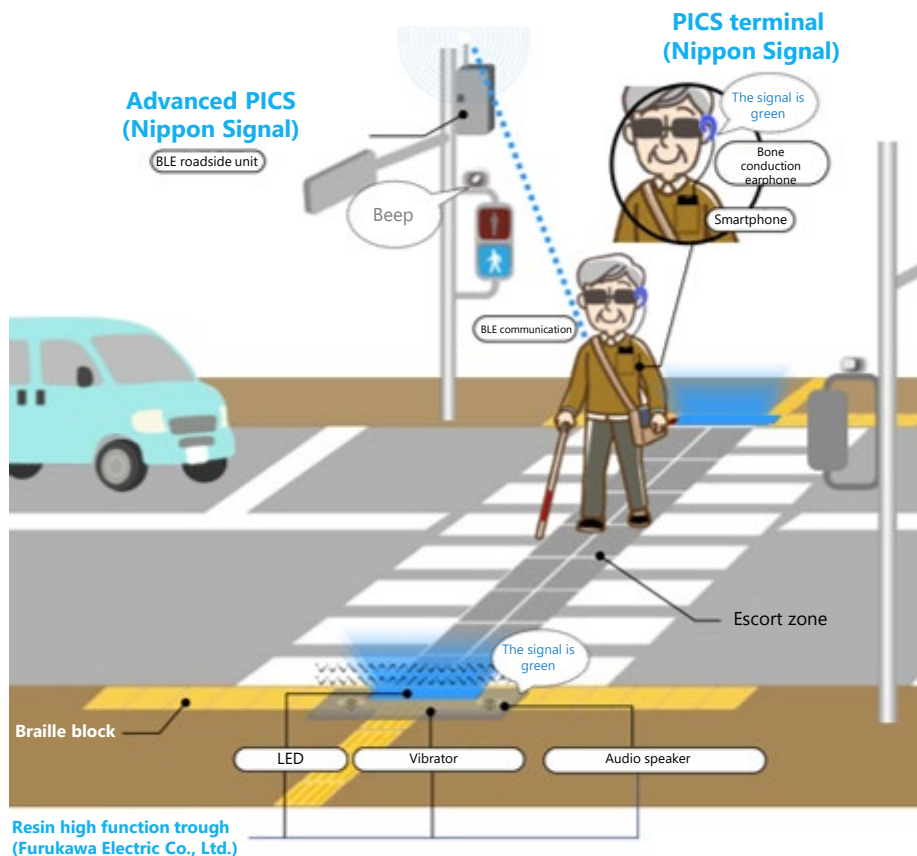 PICS terminal
(Nippon Signal)
Advanced PICS
(Nippon Signal)
BLE roadside unit
The signal is
green
Bone
conduction
earphone
Smartphone
Beep
BLE communication
Escort zone
The signal is
green
Braille block
LED
Vibrator
Audio speaker
Resin high function trough
(Furukawa Electric Co., Ltd.)